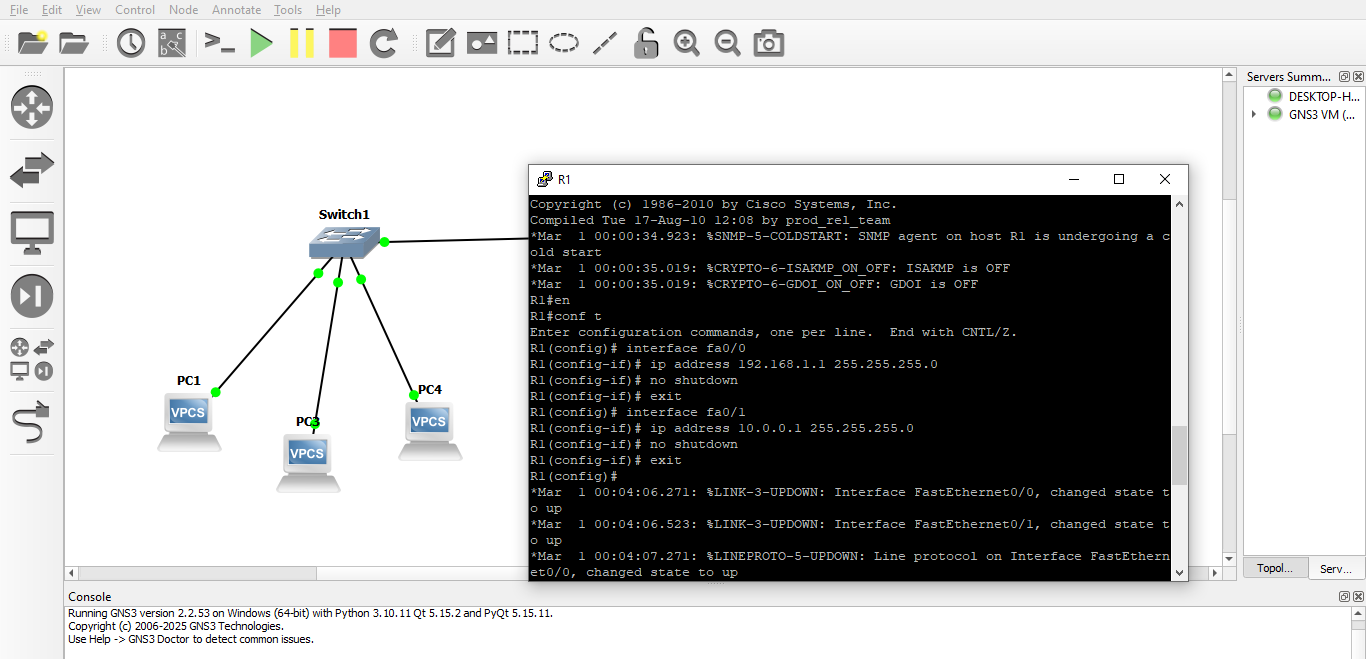 File Edit View Control Node Annotate Tools Help
Servers Summ...
DESKTOP-H...
GNS3 VM (...
Switch1
PC1
VPCS
PC3
VPCS
PC4
VPCS
R1
Copyright (c) 1986-2010 by Cisco Systems, Inc.
Compiled Tue 17-Aug-10 12:08 by prod_rel_team
*Mar  1 00:00:34.923: %SNMP-5-COLDSTART: SNMP agent on host R1 is undergoing a c
old start
*Mar  1 00:00:35.019: %CRYPTO-6-ISAKMP_ON_OFF: ISAKMP is OFF
*Mar  1 00:00:35.019: %CRYPTO-6-GDOI_ON_OFF: GDOI is OFF
R1#en
R1#conf t
Enter configuration commands, one per line.  End with CNTL/Z.
R1(config)# interface fa0/0
R1(config-if)# ip address 192.168.1.1 255.255.255.0
R1(config-if)# no shutdown
R1(config-if)# exit
R1(config)# interface fa0/1
R1(config-if)# ip address 10.0.0.1 255.255.255.0
R1(config-if)# no shutdown
R1(config-if)# exit
R1(config)#
*Mar  1 00:04:06.271: %LINK-3-UPDOWN: Interface FastEthernet0/0, changed state t
o up
*Mar  1 00:04:06.523: %LINK-3-UPDOWN: Interface FastEthernet0/1, changed state t
o up
*Mar  1 00:04:07.271: %LINEPROTO-5-UPDOWN: Line protocol on Interface FastEthern
et0/0, changed state to up
Topol... Serv...
Console
Running GNS3 version 2.2.53 on Windows (64-bit) with Python 3.10.11 Qt 5.15.2 and PyQt 5.15.11.
Copyright (c) 2006-2025 GNS3 Technologies.
Use Help -> GNS3 Doctor to detect common issues.